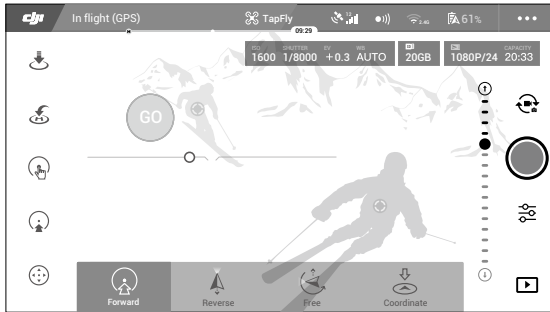 dji
In flight (GPS)
TapFly
61%
09:29
ISO
1600
SHUTTER
1/8000
EV
+0.3
WB
AUTO
20GB
1080P/24
CAPACITY
20:33
GO
Forward
Reverse
Free
Coordinate